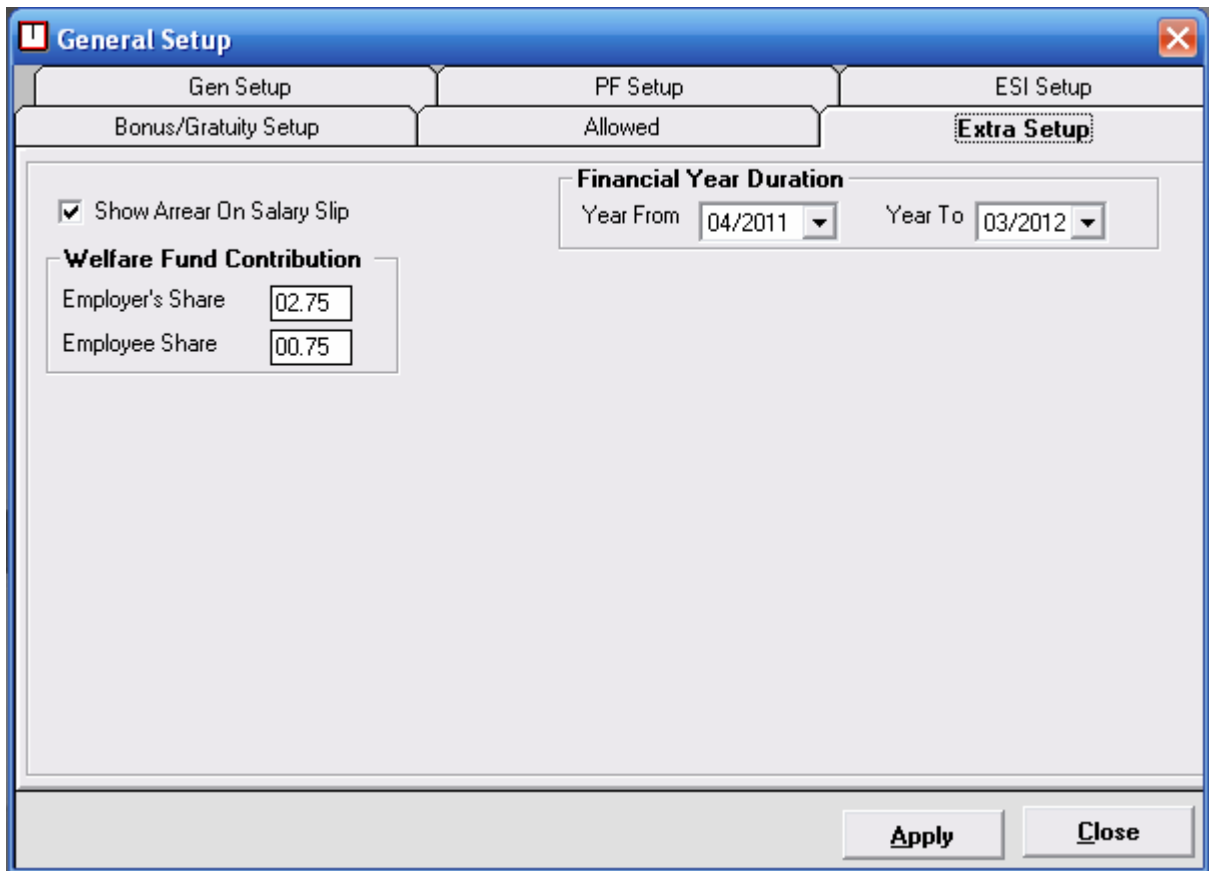 General Setup
Gen Setup PF Setup ESI Setup
Bonus/Gratuity Setup Allowed Extra Setup
Show Arrear On Salary Slip
Financial Year Duration
Year From 04/2011 Year To 03/2012
Welfare Fund Contribution
Employer's Share 02.75
Employee Share 00.75
Apply Close